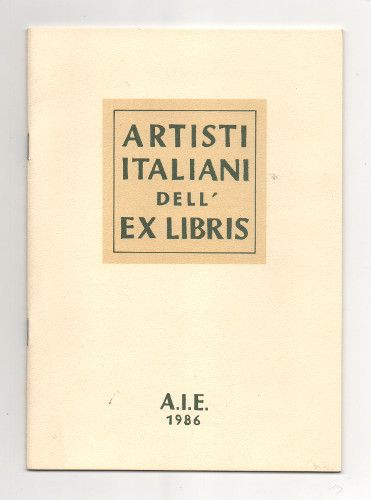 ARTISTI
ITALIANI
DELL'
EX LIBRIS
A.I.E.
1986